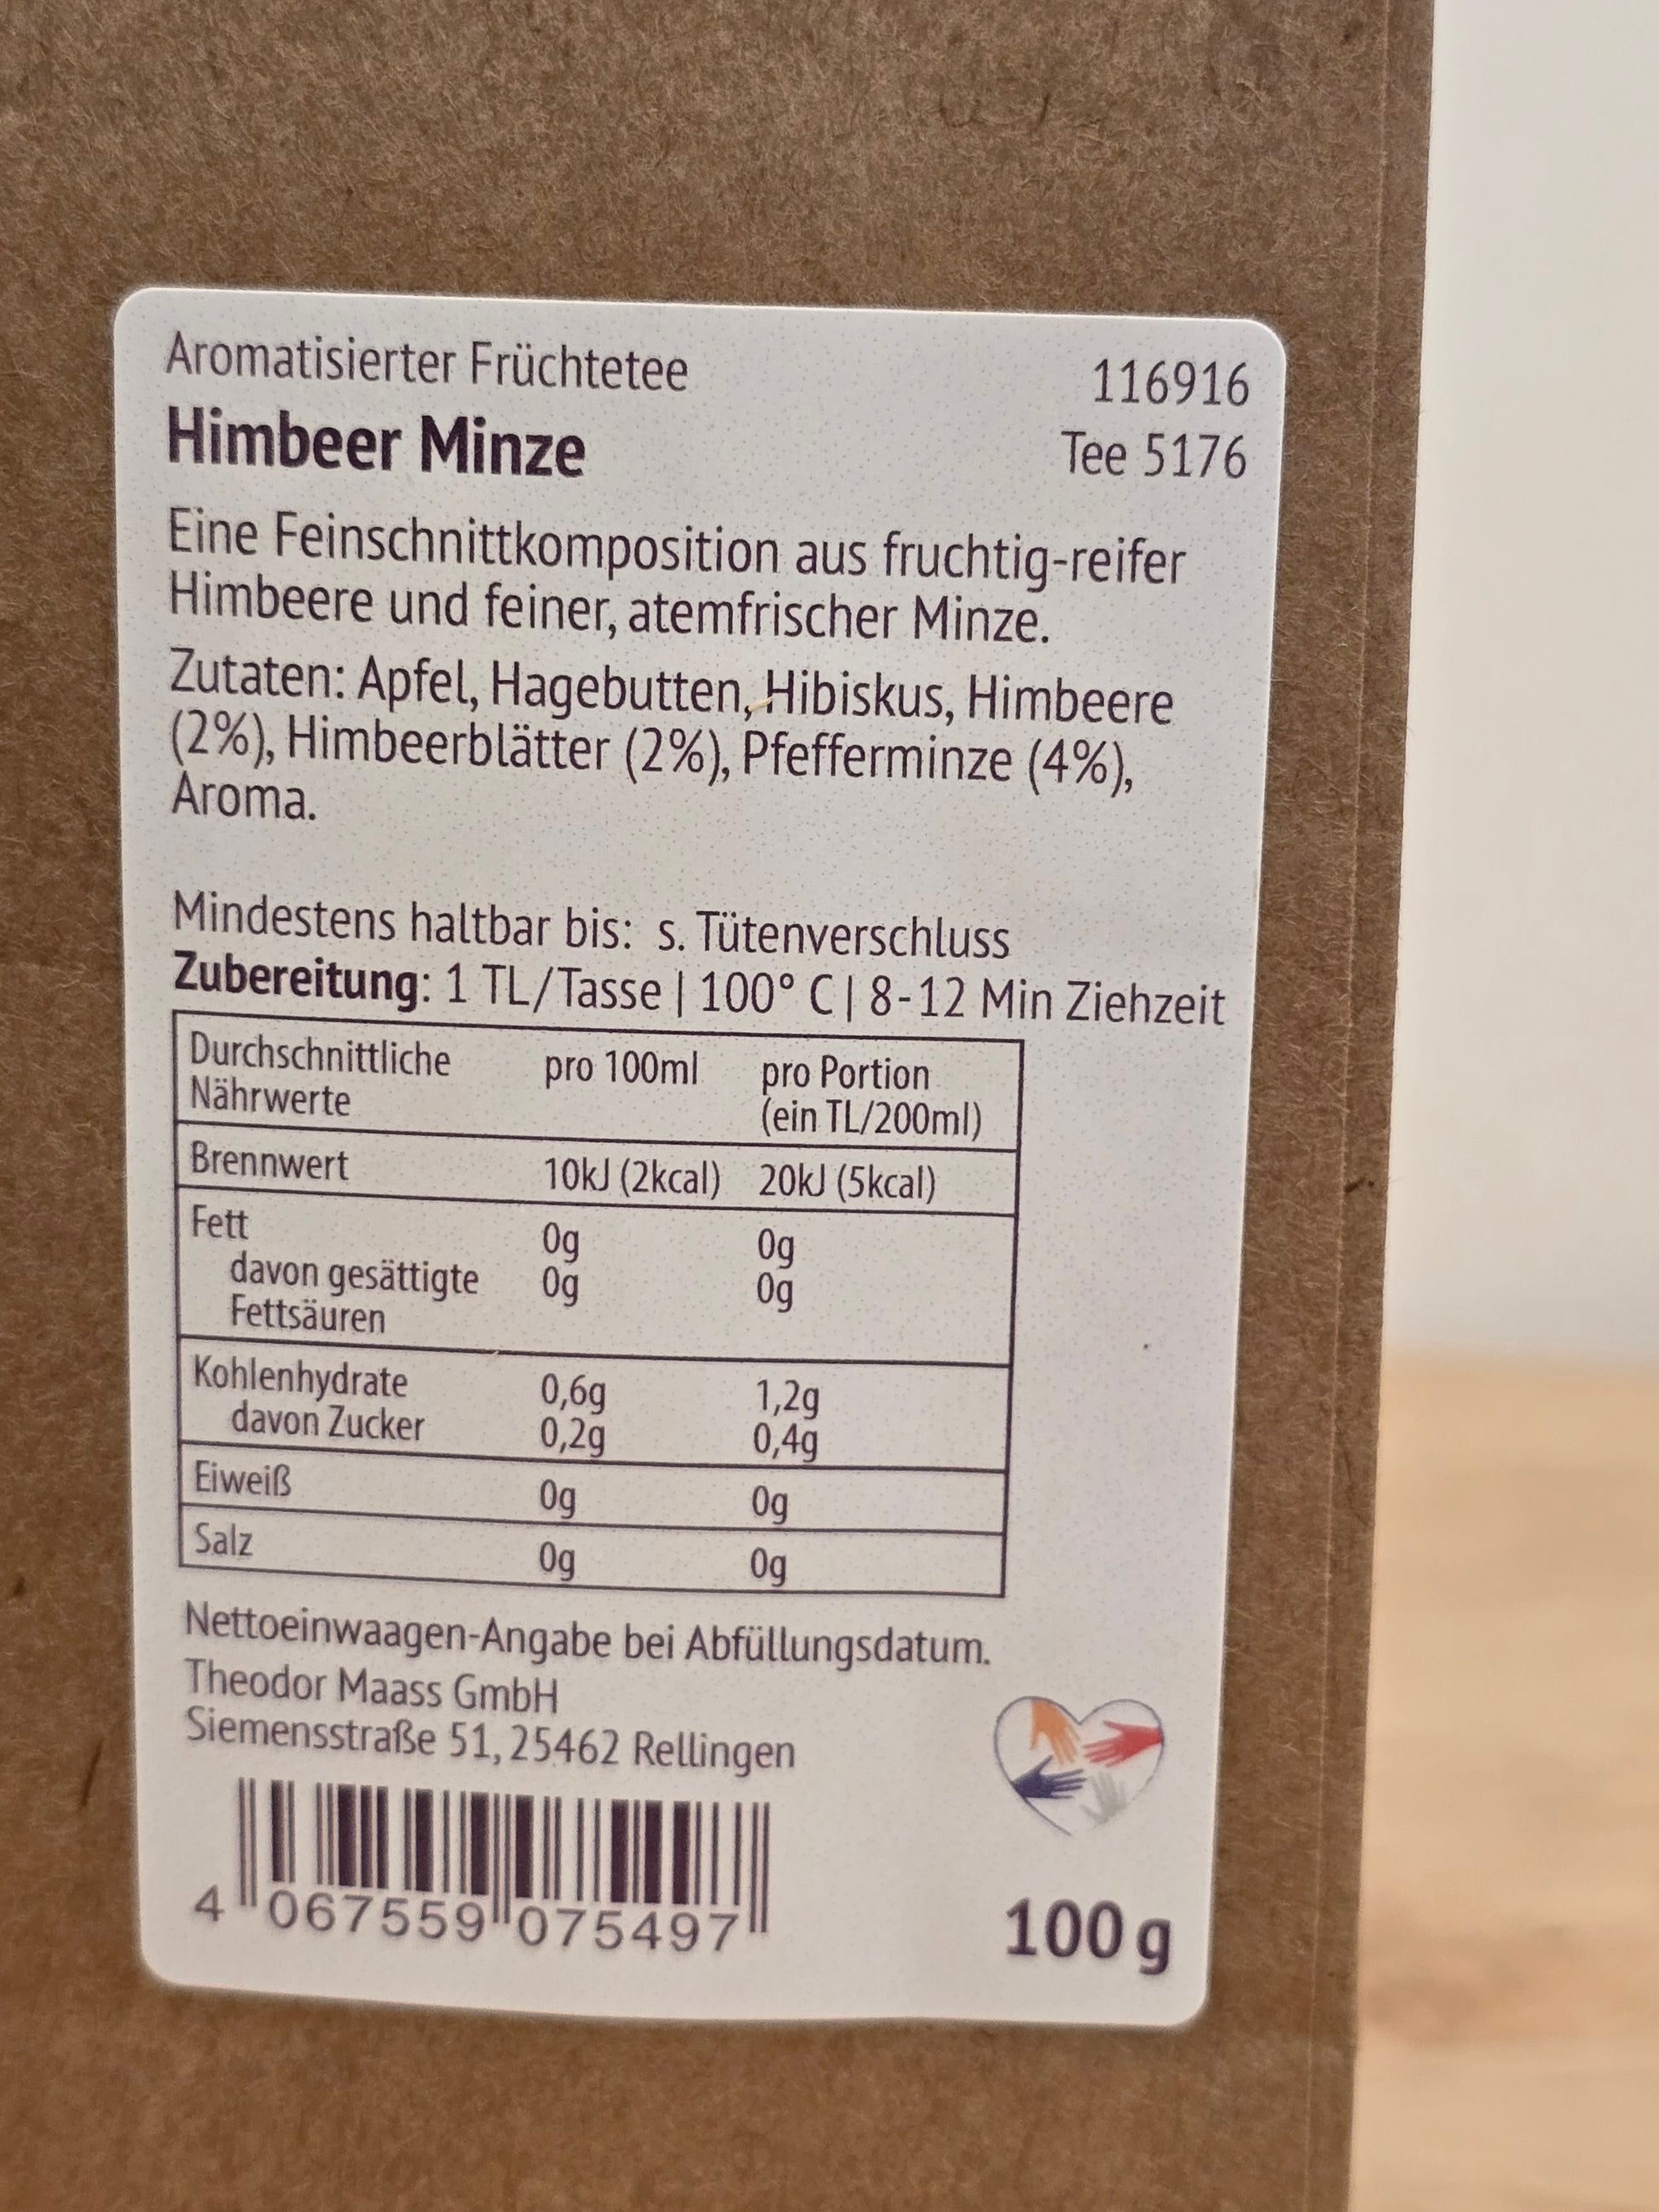 Aromatisierter Früchtetee 116916
Himbeer Minze Tee 5176
Eine Feinschnittkomposition aus fruchtig-reifer
Himbeere und feiner, atemfrischer Minze.
Zutaten: Apfel, Hagebutten, Hibiskus, Himbeere
(2%), Himbeerblätter (2%), Pfefferminze (4%),
Aroma.
Mindestens haltbar bis: s. Tütenverschluss
Zubereitung: 1 TL/Tasse | 100° C | 8-12 Min Ziehzeit
Durchschnittliche pro 100ml pro Portion
Nährwerte (ein TL/200ml)
Brennwert 10kJ (2kcal) 20kJ (5kcal)
Fett 0g 0g
davon gesättigte 0g 0g
Fettsäuren
Kohlenhydrate 0,6g 1,2g
davon Zucker 0,2g 0,4g
Eiweiß 0g 0g
Salz 0g 0g
Nettoeinwaagen-Angabe bei Abfüllungsdatum.
Theodor Maass GmbH
Siemensstraße 51, 25462 Rellingen
4 067559 075497
100 g